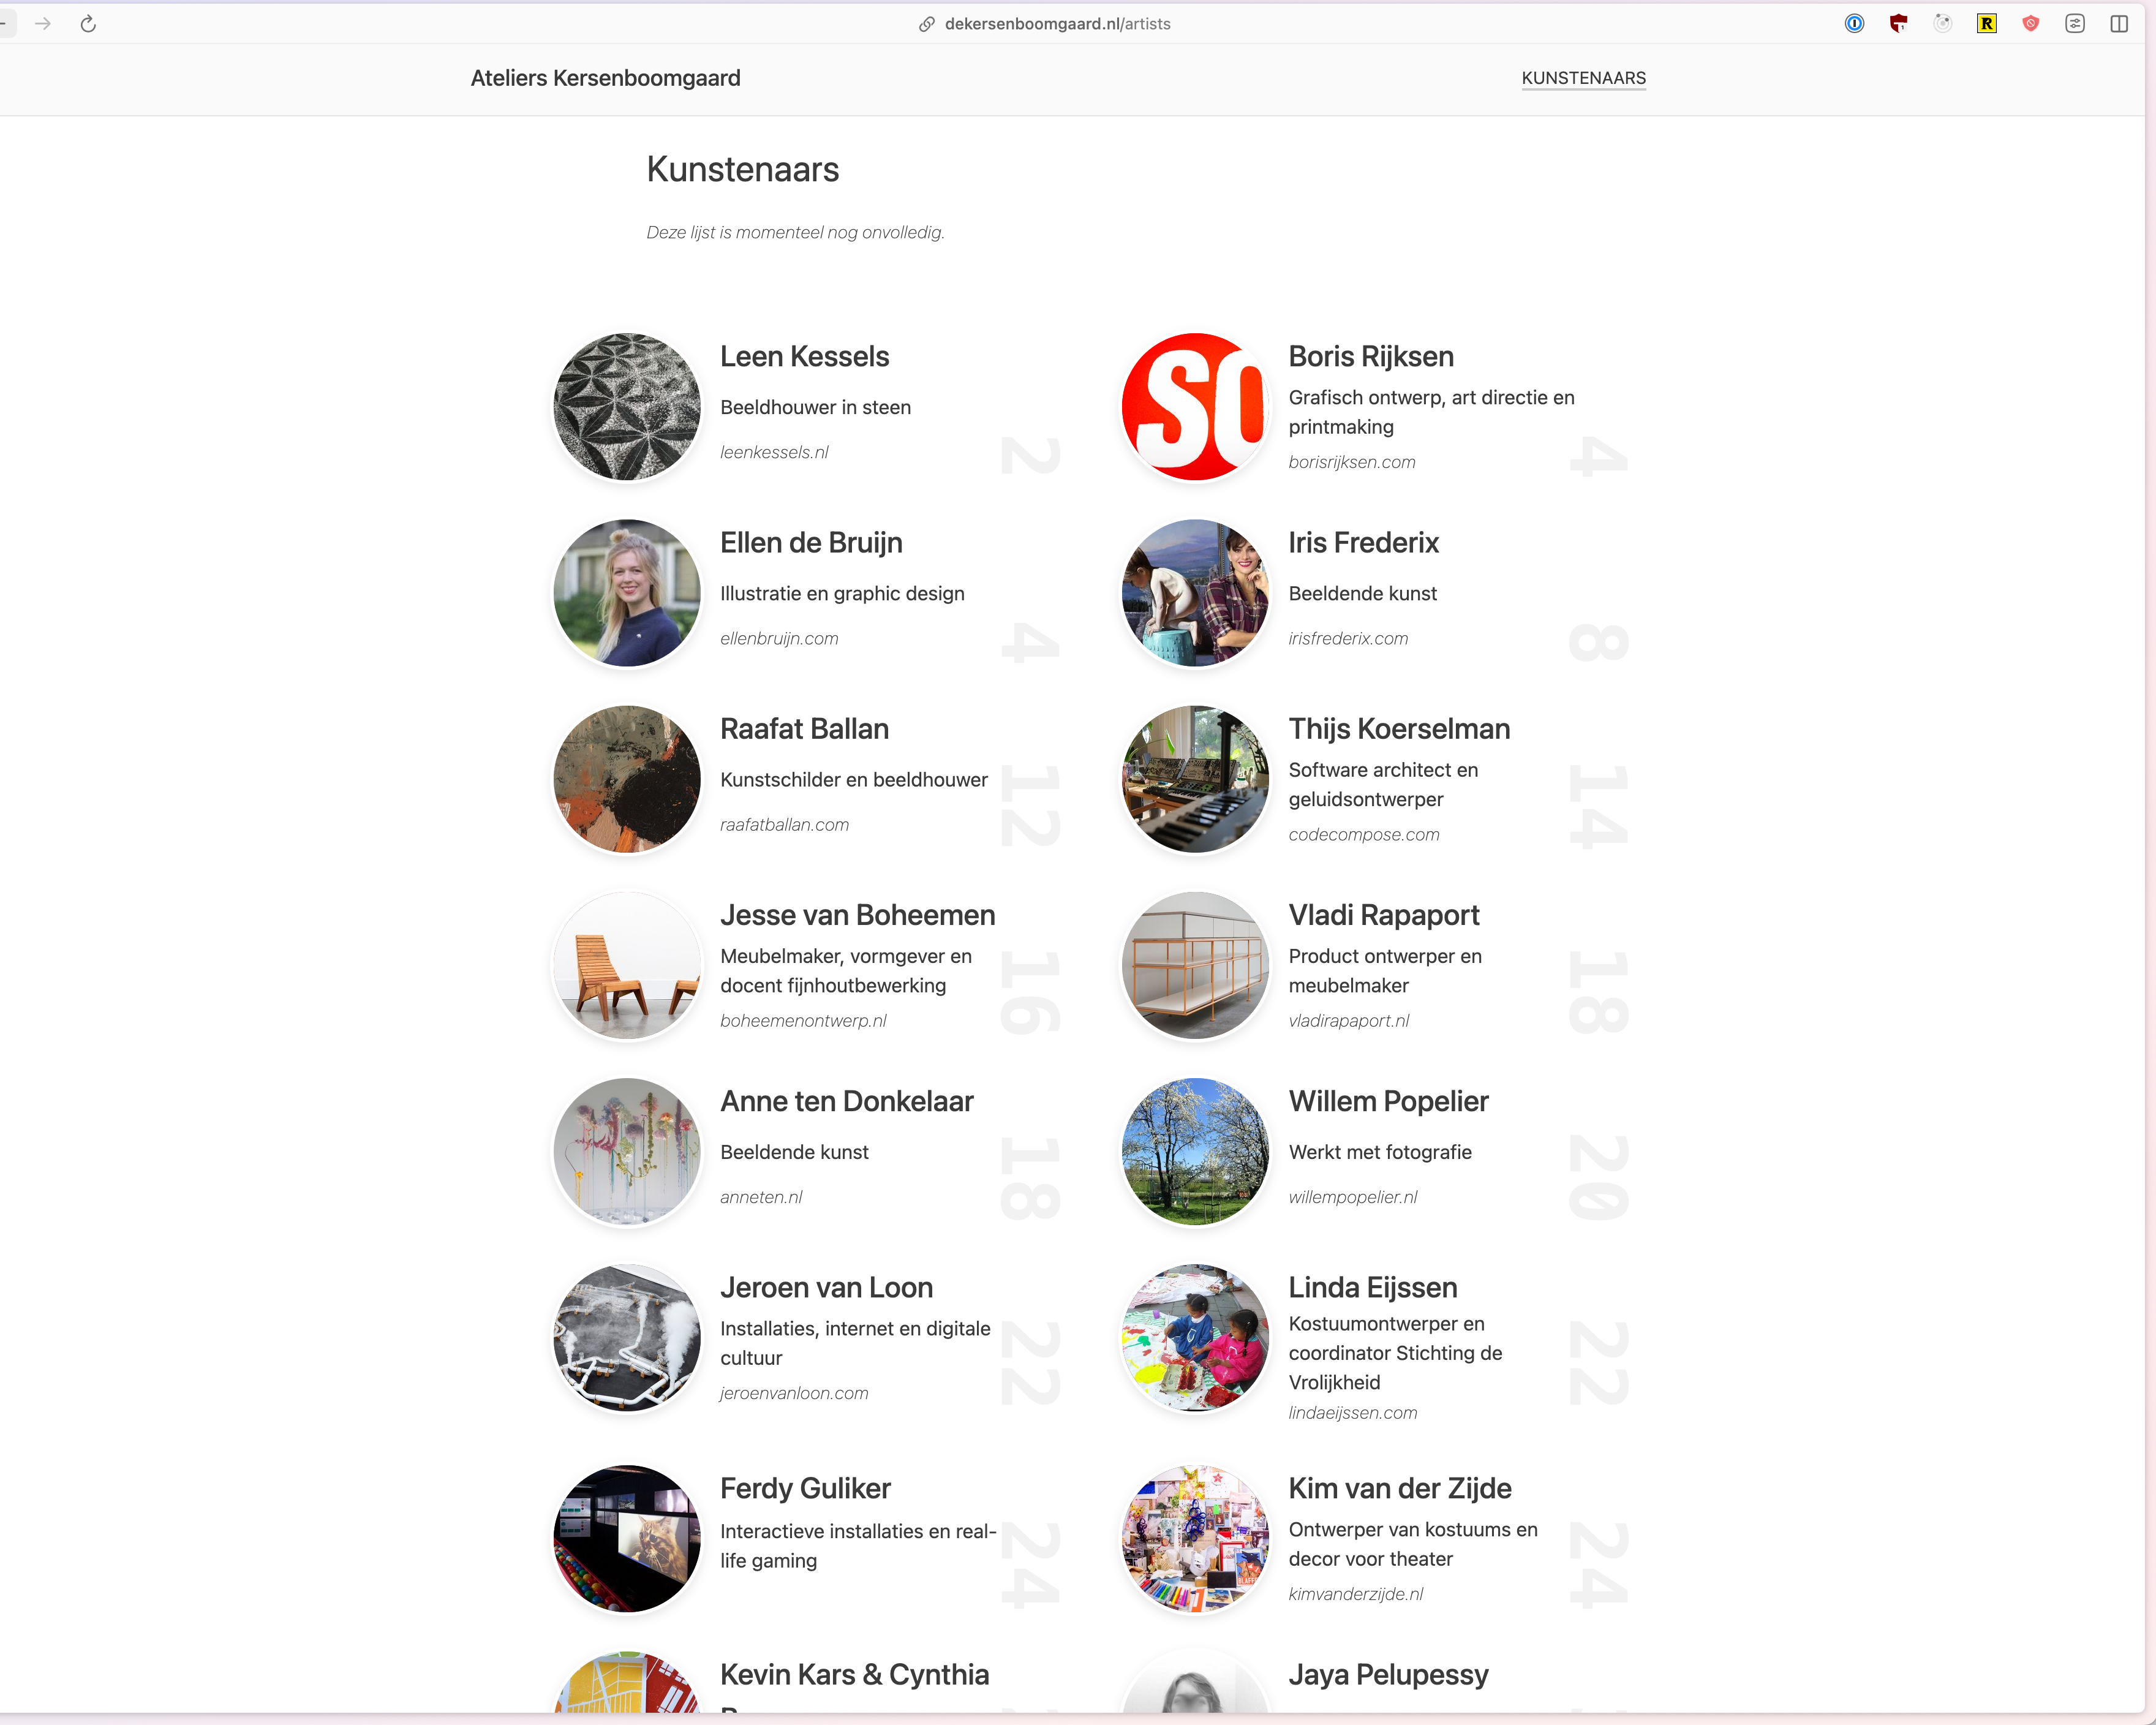 dekersenboomgaard.nl/artists
Ateliers Kersenboomgaard
KUNSTENAARS
Kunstenaars
Deze lijst is momenteel nog onvolledig.
Leen Kessels
Beeldhouwer in steen
leenkessels.nl
2
SO
Boris Rijksen
Grafisch ontwerp, art directie en
printmaking
borisrijksen.com
4
Ellen de Bruijn
Illustratie en graphic design
ellenbruijn.com
4
Iris Frederix
Beeldende kunst
irisfrederix.com
8
Raafat Ballan
Kunstschilder en beeldhouwer
raafatballan.com
12
Thijs Koerselman
Software architect en
geluidsontwerper
codecompose.com
14
Jesse van Boheemen
Meubelmaker, vormgever en
docent fijnhoutbewerking
boheemenontwerp.nl
16
Vladi Rapaport
Product ontwerper en
meubelmaker
vladirapaport.nl
18
Anne ten Donkelaar
Beeldende kunst
anneten.nl
18
Willem Popelier
Werkt met fotografie
willempopelier.nl
20
Jeroen van Loon
Installaties, internet en digitale
cultuur
jeroenvanloon.com
22
Linda Eijssen
Kostuumontwerper en
coordinator Stichting de
Vrolijkheid
lindaeijssen.com
22
Ferdy Guliker
Interactieve installaties en real-
life gaming
24
Kim van der Zijde
Ontwerper van kostuums en
decor voor theater
kimvanderzijde.nl
24
Kevin Kars & Cynthia
Jaya Pelupessy